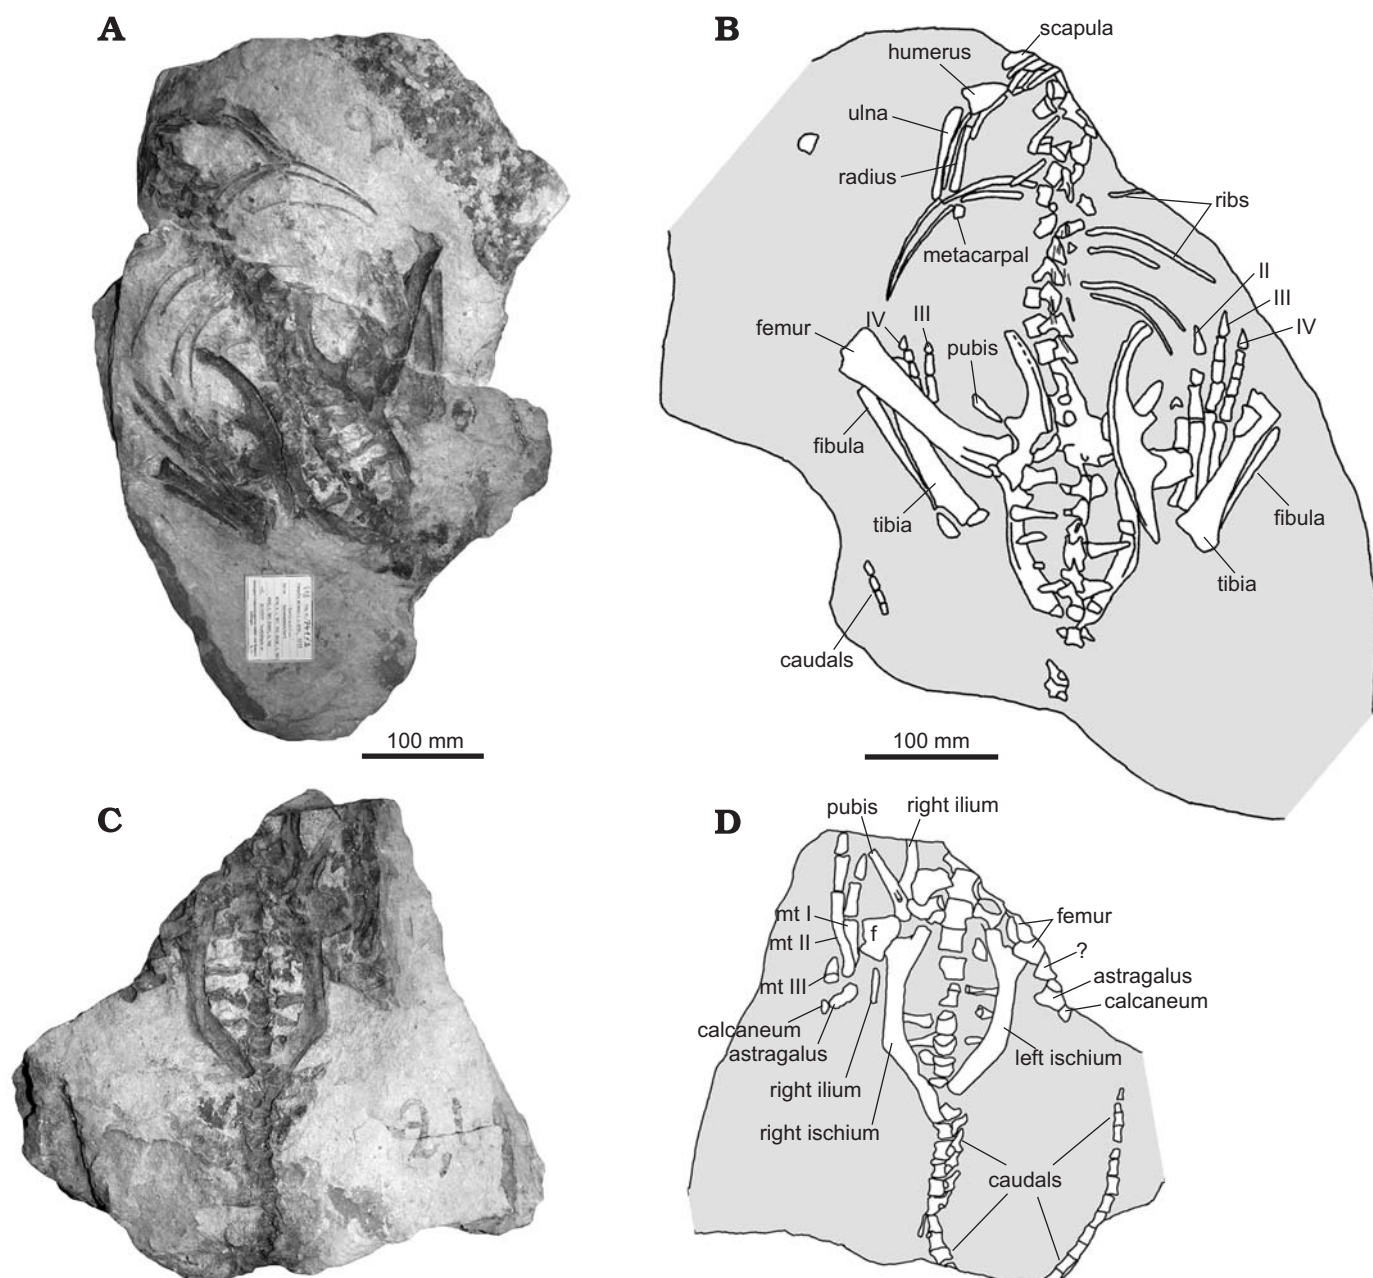 A
B
scapula
humerus
ulna
radius
ribs
metacarpal
II
III
IV
IV
III
femur
pubis
fibula
tibia
fibula
tibia
caudals
100 mm
100 mm
C
D
pubis
right ilium
mt I
f
femur
mt II
?
mt III
astragalus
calcaneum
calcaneum
astragalus
left ischium
right ilium
right ischium
caudals